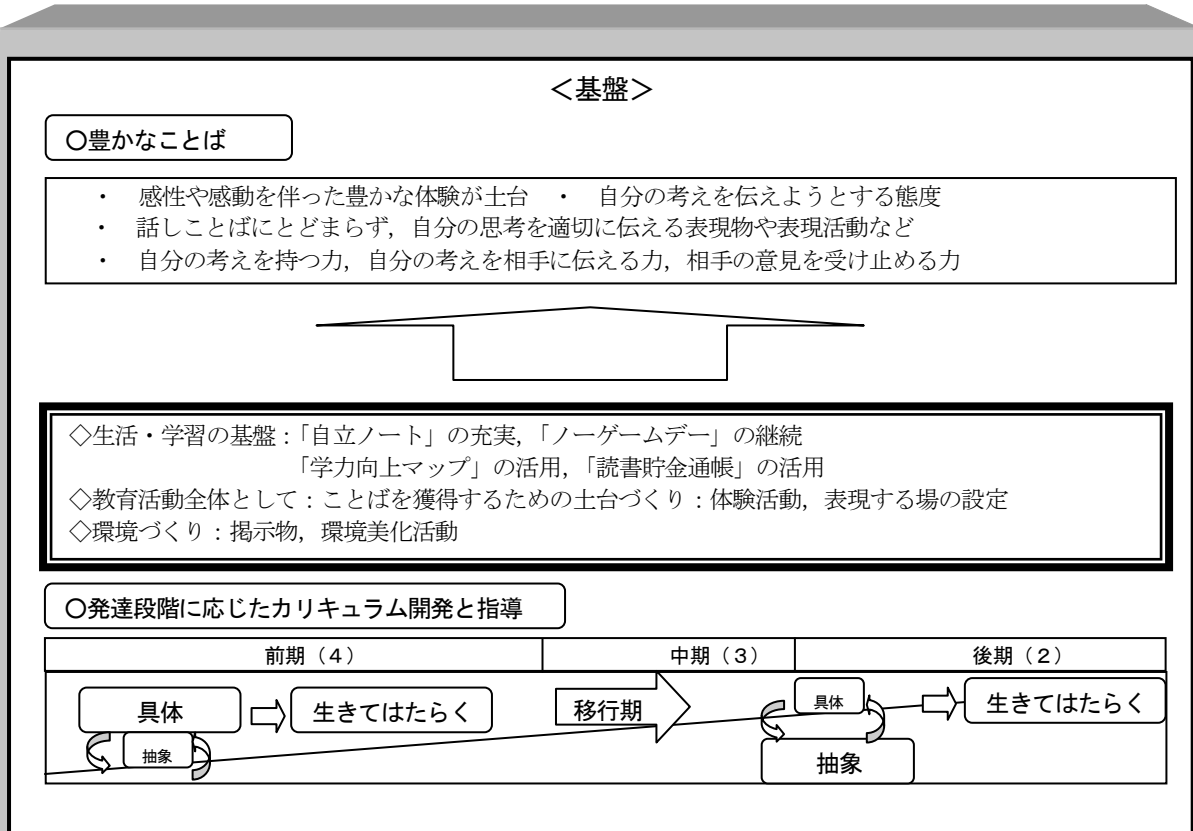 ＜基盤＞
○豊かなことば
・　感性や感動を伴った豊かな体験が土台　・　自分の考えを伝えようとする態度
・　話しことばにとどまらず，自分の思考を適切に伝える表現物や表現活動など
・　自分の考えを持つ力，自分の考えを相手に伝える力，相手の意見を受け止める力
◇生活・学習の基盤：「自立ノート」の充実，「ノーゲームデー」の継続
「学力向上マップ」の活用，「読書貯金通帳」の活用
◇教育活動全体として：ことばを獲得するための土台づくり：体験活動，表現する場の設定
◇環境づくり：掲示物，環境美化活動
○発達段階に応じたカリキュラム開発と指導
前期（４）　中期（３）　後期（２）
具体　生きてはたらく　移行期　具体　生きてはたらく
抽象　抽象